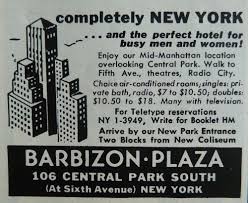 completely NEW YORK
. . . and the perfect hotel for
busy men and women!
Enjoy our Mid-Manhattan location
overlooking Central Park. Walk to
Fifth Ave., theatres, Radio City.
Choice air-conditioned rooms; singles:
private bath, radio, $7 to $10.50; doubles:
$10.50 to $18. Many with television.
For Teletype reservations
NY 1-3949, Write for Booklet HM
Arrive by our New Park Entrance
Two Blocks from New Coliseum
BARBIZON-PLAZA
106 CENTRAL PARK SOUTH
(At Sixth Avenue) NEW YORK